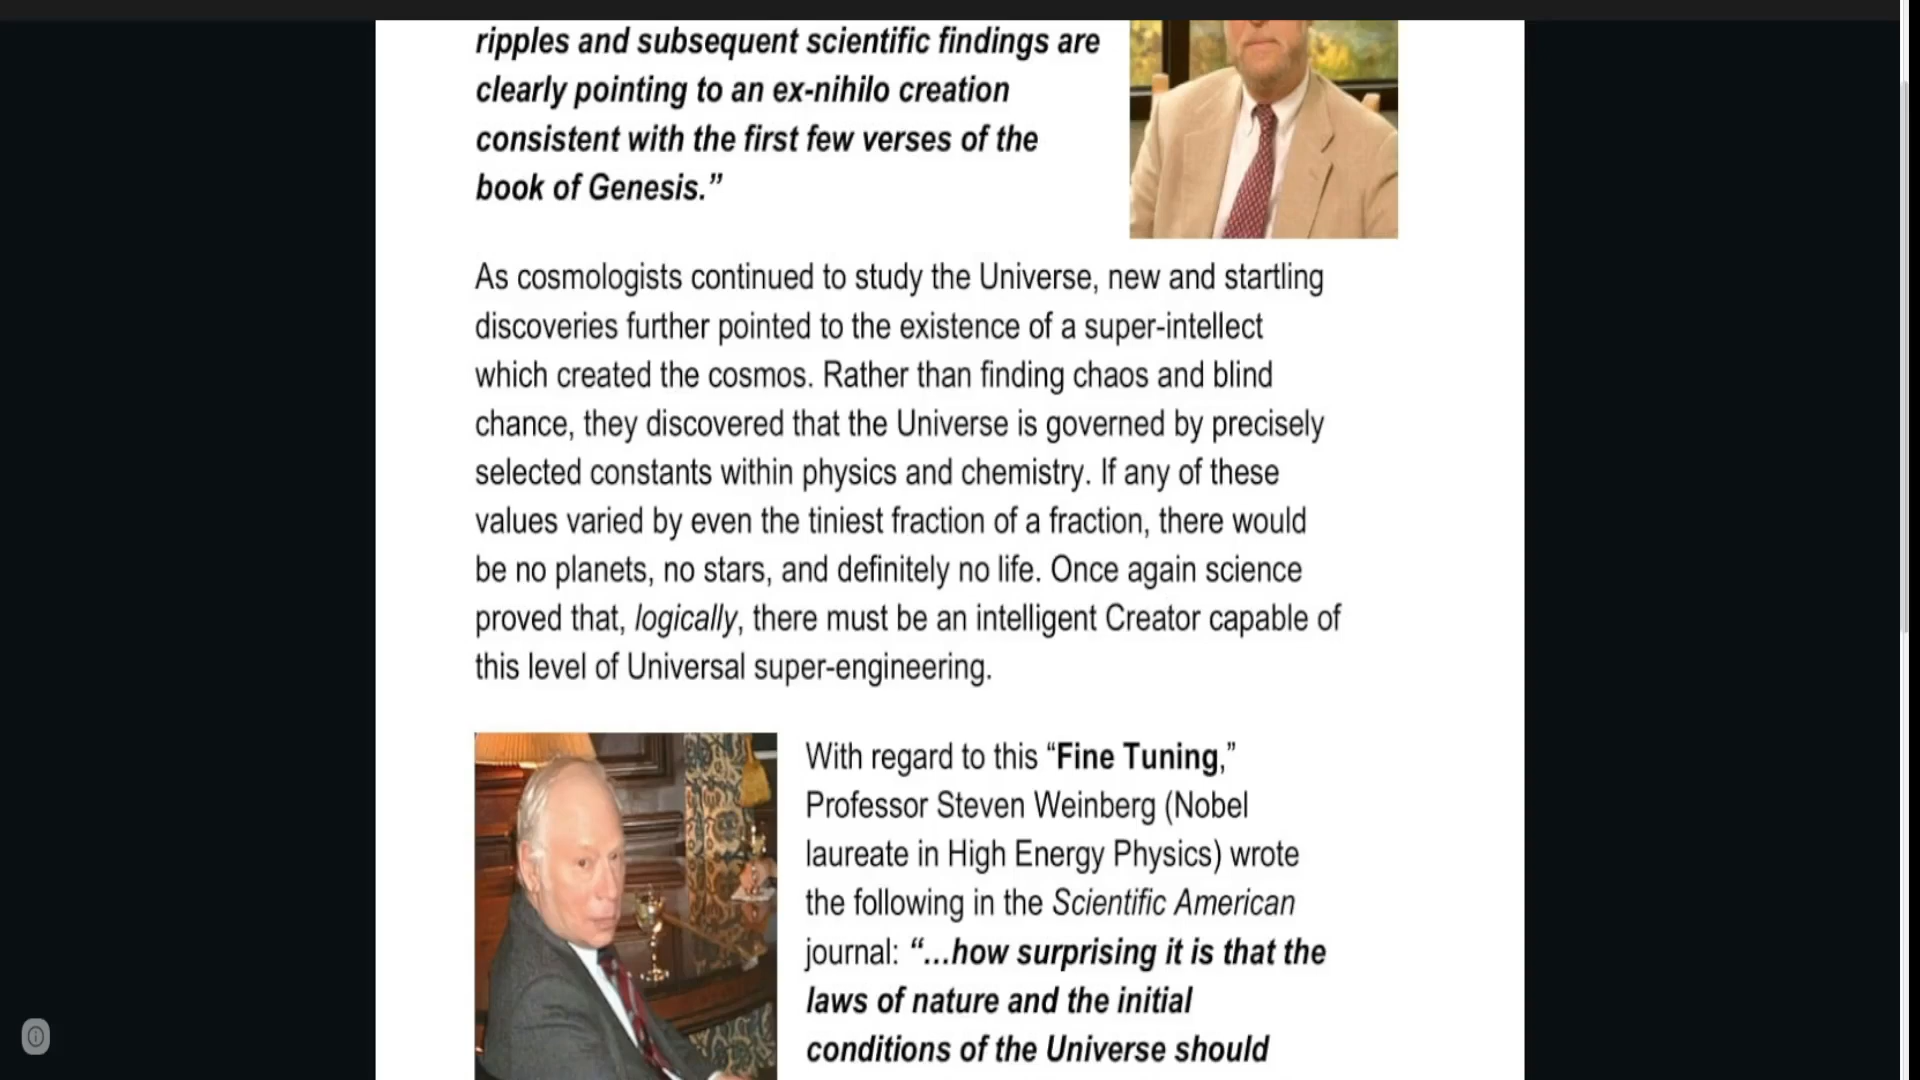 ripples and subsequent scientific findings are
clearly pointing to an ex-nihilo creation
consistent with the first few verses of the
book of Genesis.”
As cosmologists continued to study the Universe, new and startling
discoveries further pointed to the existence of a super-intellect
which created the cosmos. Rather than finding chaos and blind
chance, they discovered that the Universe is governed by precisely
selected constants within physics and chemistry. If any of these
values varied by even the tiniest fraction of a fraction, there would
be no planets, no stars, and definitely no life. Once again science
proved that, logically, there must be an intelligent Creator capable of
this level of Universal super-engineering.
With regard to this “Fine Tuning,”
Professor Steven Weinberg (Nobel
laureate in High Energy Physics) wrote
the following in the Scientific American
journal: “...how surprising it is that the
laws of nature and the initial
conditions of the Universe should